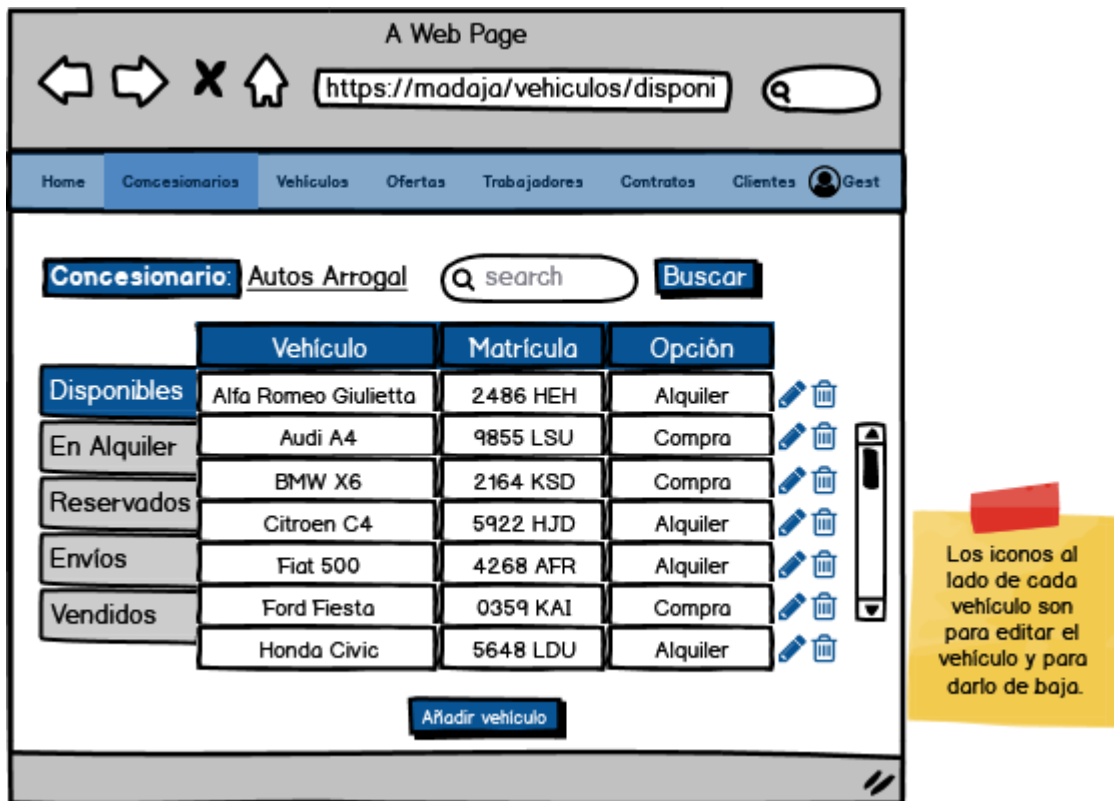 A Web Page
https://madaja/vehiculos/disponi
Home Concesionarios Vehículos Ofertas Trabajadores Contratos Clientes Gest
Concesionario: Autos Arrogal search Buscar
Vehículo Matrícula Opción
Disponibles
En Alquiler
Reservados
Envíos
Vendidos
Alfa Romeo Giulietta 2486 HEH Alquiler
Audi A4 9855 LSU Compra
BMW X6 2164 KSD Compra
Citroen C4 5922 HJD Alquiler
Fiat 500 4268 AFR Alquiler
Ford Fiesta 0359 KAI Compra
Honda Civic 5648 LDU Alquiler
Añadir vehículo
Los iconos al
lado de cada
vehículo son
para editar el
vehículo y para
darlo de baja.